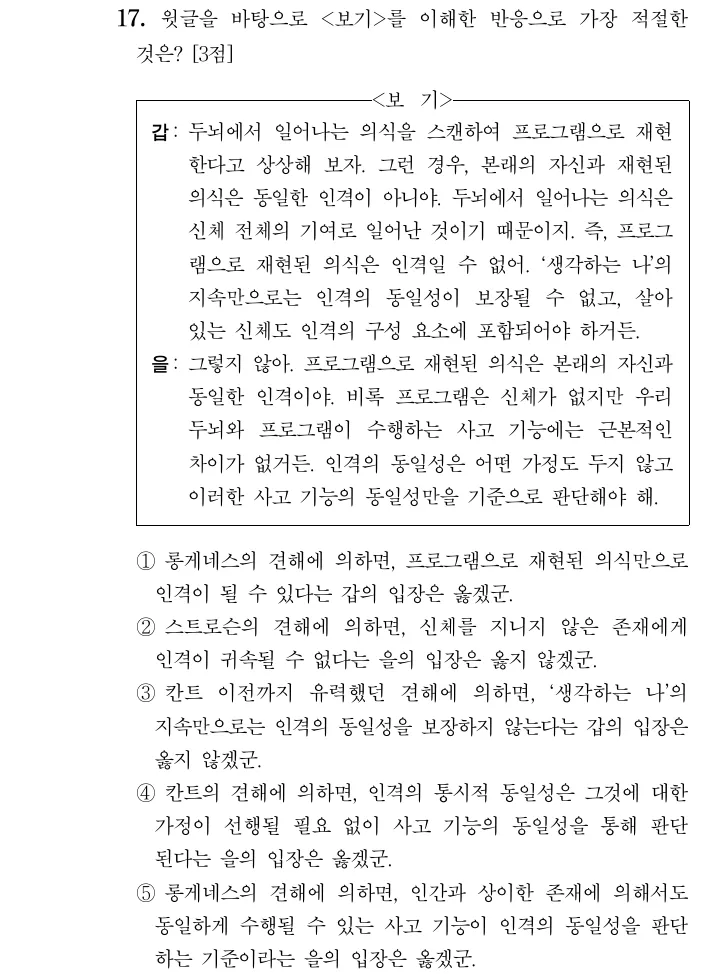 17. 윗글을 바탕으로 <보기>를 이해한 반응으로 가장 적절한
것은? [3점]
<보 기>
갑 : 두뇌에서 일어나는 의식을 스캔하여 프로그램으로 재현
한다고 상상해 보자. 그런 경우, 본래의 자신과 재현된
의식은 동일한 인격이 아니야. 두뇌에서 일어나는 의식은
신체 전체의 기여로 일어난 것이기 때문이지. 즉, 프로그
램으로 재현된 의식은 인격일 수 없어. ‘생각하는 나’의
지속만으로는 인격의 동일성이 보장될 수 없고, 살아
있는 신체도 인격의 구성 요소에 포함되어야 하거든.
을 : 그렇지 않아. 프로그램으로 재현된 의식은 본래의 자신과
동일한 인격이야. 비록 프로그램은 신체가 없지만 우리
두뇌와 프로그램이 수행하는 사고 기능에는 근본적인
차이가 없거든. 인격의 동일성은 어떤 가정도 두지 않고
이러한 사고 기능의 동일성만을 기준으로 판단해야 해.
① 롱게네스의 견해에 의하면, 프로그램으로 재현된 의식만으로
인격이 될 수 있다는 갑의 입장은 옳겠군.
② 스트로슨의 견해에 의하면, 신체를 지니지 않은 존재에게
인격이 귀속될 수 없다는 을의 입장은 옳지 않겠군.
③ 칸트 이전까지 유력했던 견해에 의하면, ‘생각하는 나’의
지속만으로는 인격의 동일성을 보장하지 않는다는 갑의 입장은
옳지 않겠군.
④ 칸트의 견해에 의하면, 인격의 통시적 동일성은 그것에 대한
가정이 선행될 필요 없이 사고 기능의 동일성을 통해 판단
된다는 을의 입장은 옳겠군.
⑤ 롱게네스의 견해에 의하면, 인간과 상이한 존재에 의해서도
동일하게 수행될 수 있는 사고 기능이 인격의 동일성을 판단
하는 기준이라는 을의 입장은 옳겠군.